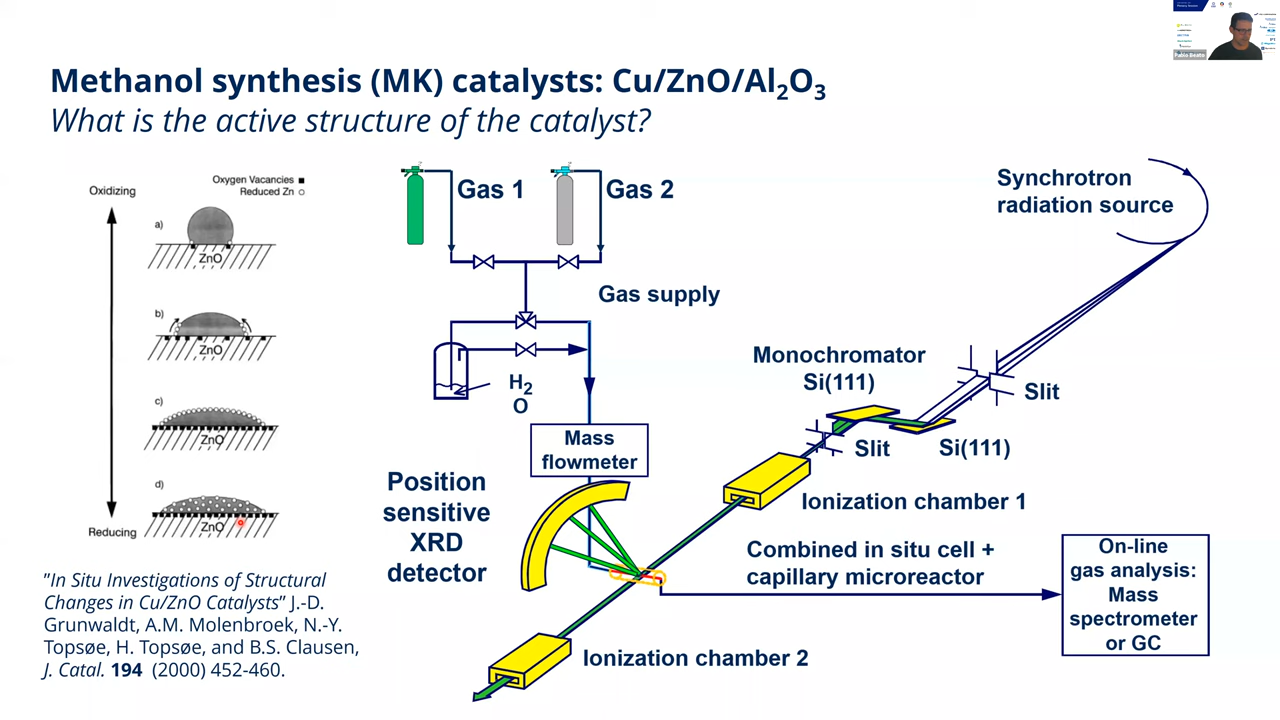 Methanol synthesis (MK) catalysts: Cu/ZnO/Al2O3
What is the active structure of the catalyst?
Pablo Beato
Oxidizing
Oxygen Vacancies
Reduced Zn
a)
ZnO
b)
ZnO
c)
ZnO
d)
ZnO
Reducing
"In Situ Investigations of Structural
Changes in Cu/ZnO Catalysts" J.-D.
Grunwaldt, A.M. Molenbroek, N.-Y.
Topsøe, H. Topsøe, and B.S. Clausen,
J. Catal. 194 (2000) 452-460.
Gas 1
Gas 2
Gas supply
H2
O
Mass
flowmeter
Position
sensitive
XRD
detector
Synchrotron
radiation source
Monochromator
Si(111)
Slit
Slit
Si(111)
Ionization chamber 1
Combined in situ cell +
capillary microreactor
On-line
gas analysis:
Mass
spectrometer
or GC
Ionization chamber 2